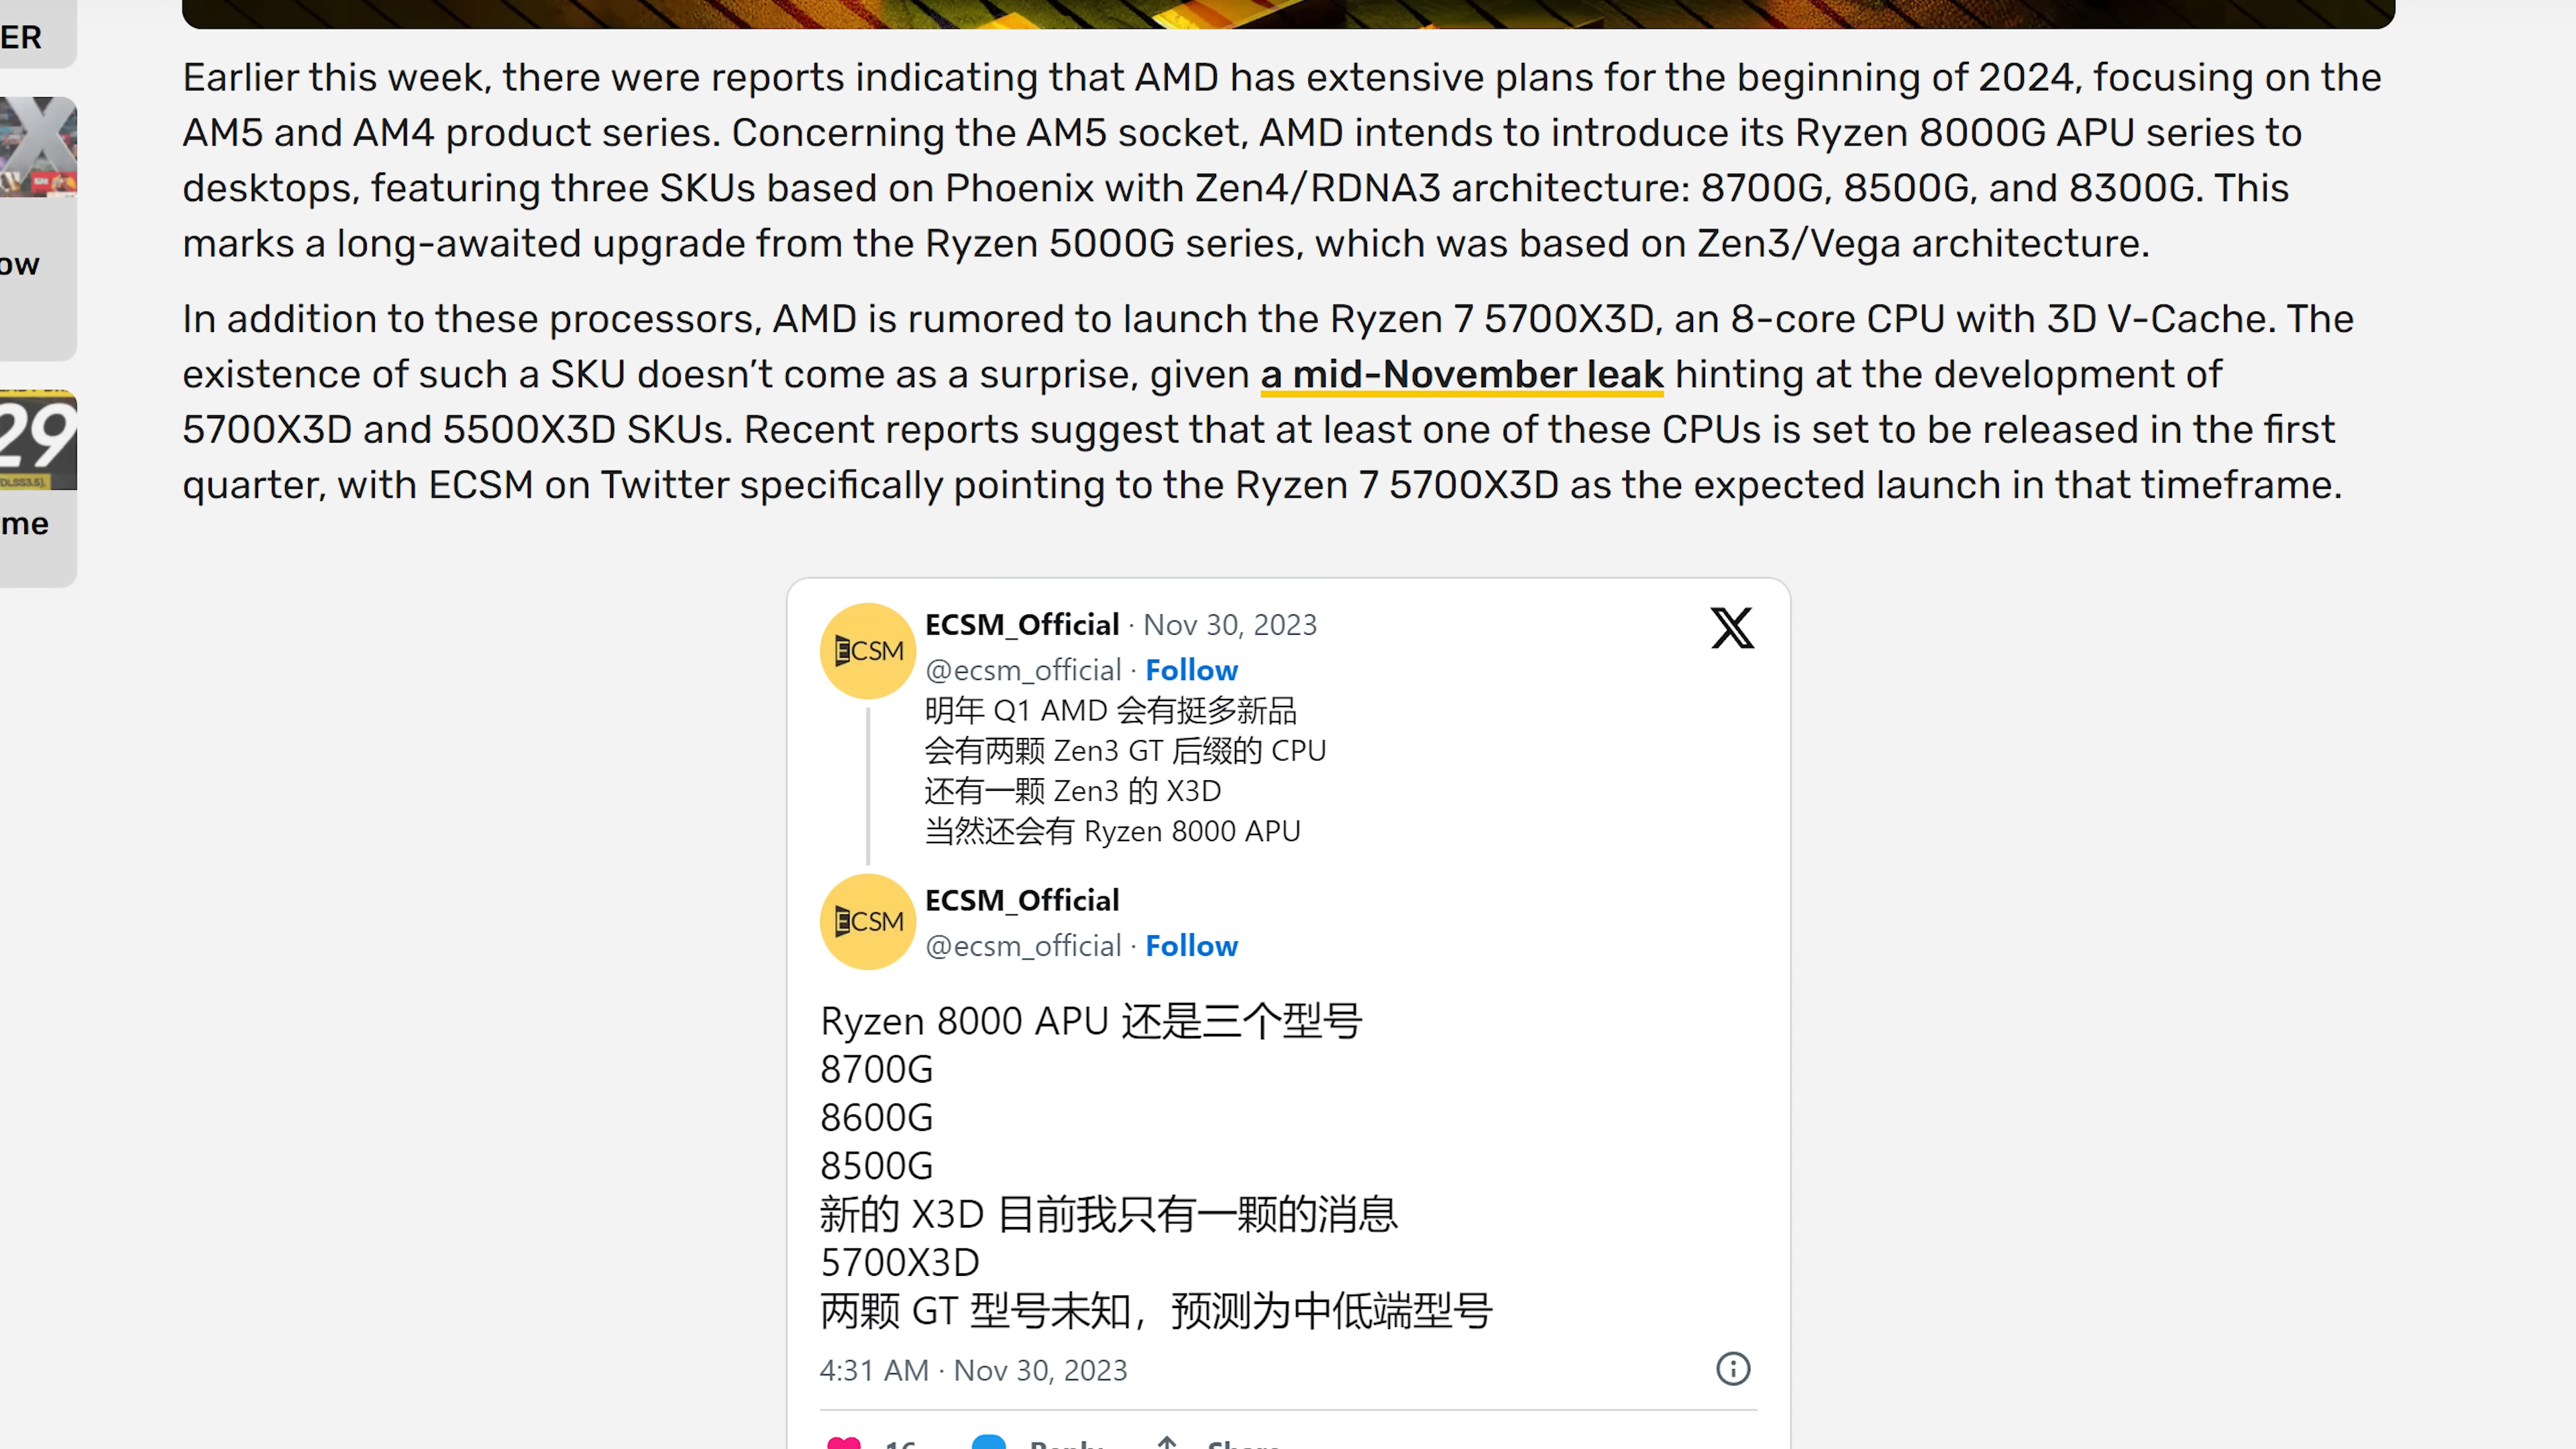 ER
ow
29
DLSS3.5),
me
Earlier this week, there were reports indicating that AMD has extensive plans for the beginning of 2024, focusing on the
AM5 and AM4 product series. Concerning the AM5 socket, AMD intends to introduce its Ryzen 8000G APU series to
desktops, featuring three SKUs based on Phoenix with Zen4/RDNA3 architecture: 8700G, 8500G, and 8300G. This
marks a long-awaited upgrade from the Ryzen 5000G series, which was based on Zen3/Vega architecture.
In addition to these processors, AMD is rumored to launch the Ryzen 7 5700X3D, an 8-core CPU with 3D V-Cache. The
existence of such a SKU doesn’t come as a surprise, given a mid-November leak hinting at the development of
5700X3D and 5500X3D SKUs. Recent reports suggest that at least one of these CPUs is set to be released in the first
quarter, with ECSM on Twitter specifically pointing to the Ryzen 7 5700X3D as the expected launch in that timeframe.
ECSM
ECSM_Official · Nov 30, 2023
@ecsm_official · Follow
明年 Q1 AMD 会有挺多新品
会有两颗 Zen3 GT 后缀的 CPU
还有一颗 Zen3 的 X3D
当然还会有 Ryzen 8000 APU
ECSM
ECSM_Official
@ecsm_official · Follow
Ryzen 8000 APU 还是三个型号
8700G
8600G
8500G
新的 X3D 目前我只有一颗的消息
5700X3D
两颗 GT 型号未知，预测为中低端型号
4:31 AM · Nov 30, 2023
16 Reply Share